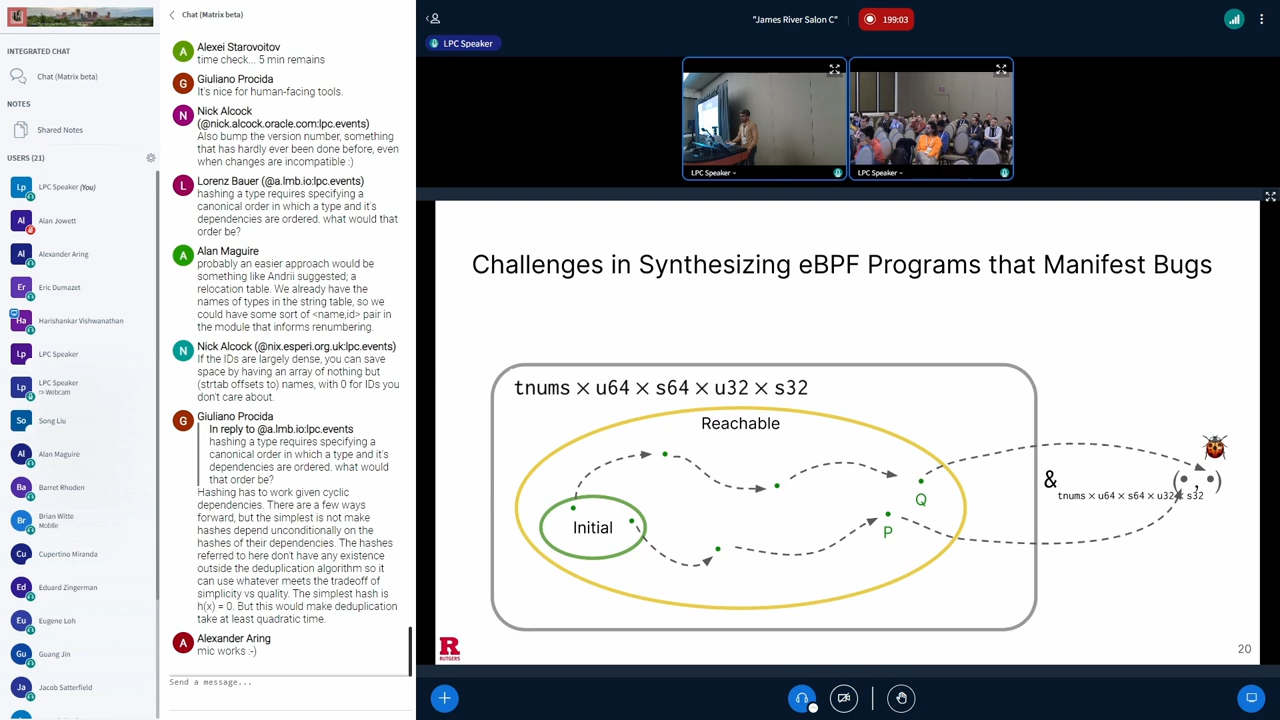 INTEGRATED CHAT
Chat (Matrix beta)
NOTES
Shared Notes
USERS (21)
Lp LPC Speaker (You)
Al Alan Jowett
Al Alexander Aring
Er Eric Dumazet
Ha Harishankar Vishwanathan
Lp LPC Speaker
Lp LPC Speaker
Webcam
So Song Liu
Al Alan Maguire
Ba Barret Rhoden
Br Brian Witte
Mobile
Cu Cupertino Miranda
Ed Eduard Zingerman
Eu Eugene Loh
Gu Guang Jin
Ja Jacob Satterfield
Chat (Matrix beta)
A Alexei Starovoitov
time check... 5 min remains
G Giuliano Procida
It's nice for human-facing tools.
N Nick Alcock
(@nick.alcock.oracle.com:lpc.events)
Also bump the version number, something
that has hardly ever been done before, even
when changes are incompatible :)
L Lorenz Bauer (@a.lmb.io:lpc.events)
hashing a type requires specifying a
canonical order in which a type and it's
dependencies are ordered. what would that
order be?
A Alan Maguire
probably an easier approach would be
something like Andrii suggested; a
relocation table. We already have the
names of types in the string table, so we
could have some sort of <name,id> pair in
the module that informs renumbering.
N Nick Alcock (@nix.esperi.org.uk:lpc.events)
If the IDs are largely dense, you can save
space by having an array of nothing but
(strtab offsets to) names, with 0 for IDs you
don't care about.
G Giuliano Procida
In reply to @a.lmb.io:lpc.events
hashing a type requires specifying a
canonical order in which a type and it's
dependencies are ordered. what would
that order be?
Hashing has to work given cyclic
dependencies. There are a few ways
forward, but the simplest is not make
hashes depend unconditionally on the
hashes of their dependencies. The hashes
referred to here don't have any existence
outside the deduplication algorithm so it
can use whatever meets the tradeoff of
simplicity vs quality. The simplest hash is
h(x) = 0. But this would make deduplication
take at least quadratic time.
A Alexander Aring
mic works :-)
Send a message...
"James River Salon C"
199:03
LPC Speaker
LPC Speaker
LPC Speaker
Challenges in Synthesizing eBPF Programs that Manifest Bugs
tnums × u64 × s64 × u32 × s32
Reachable
Initial
Q
P
& tnums × u64 × s64 × u32 × s32 (• , •)
R
RUTGERS
20